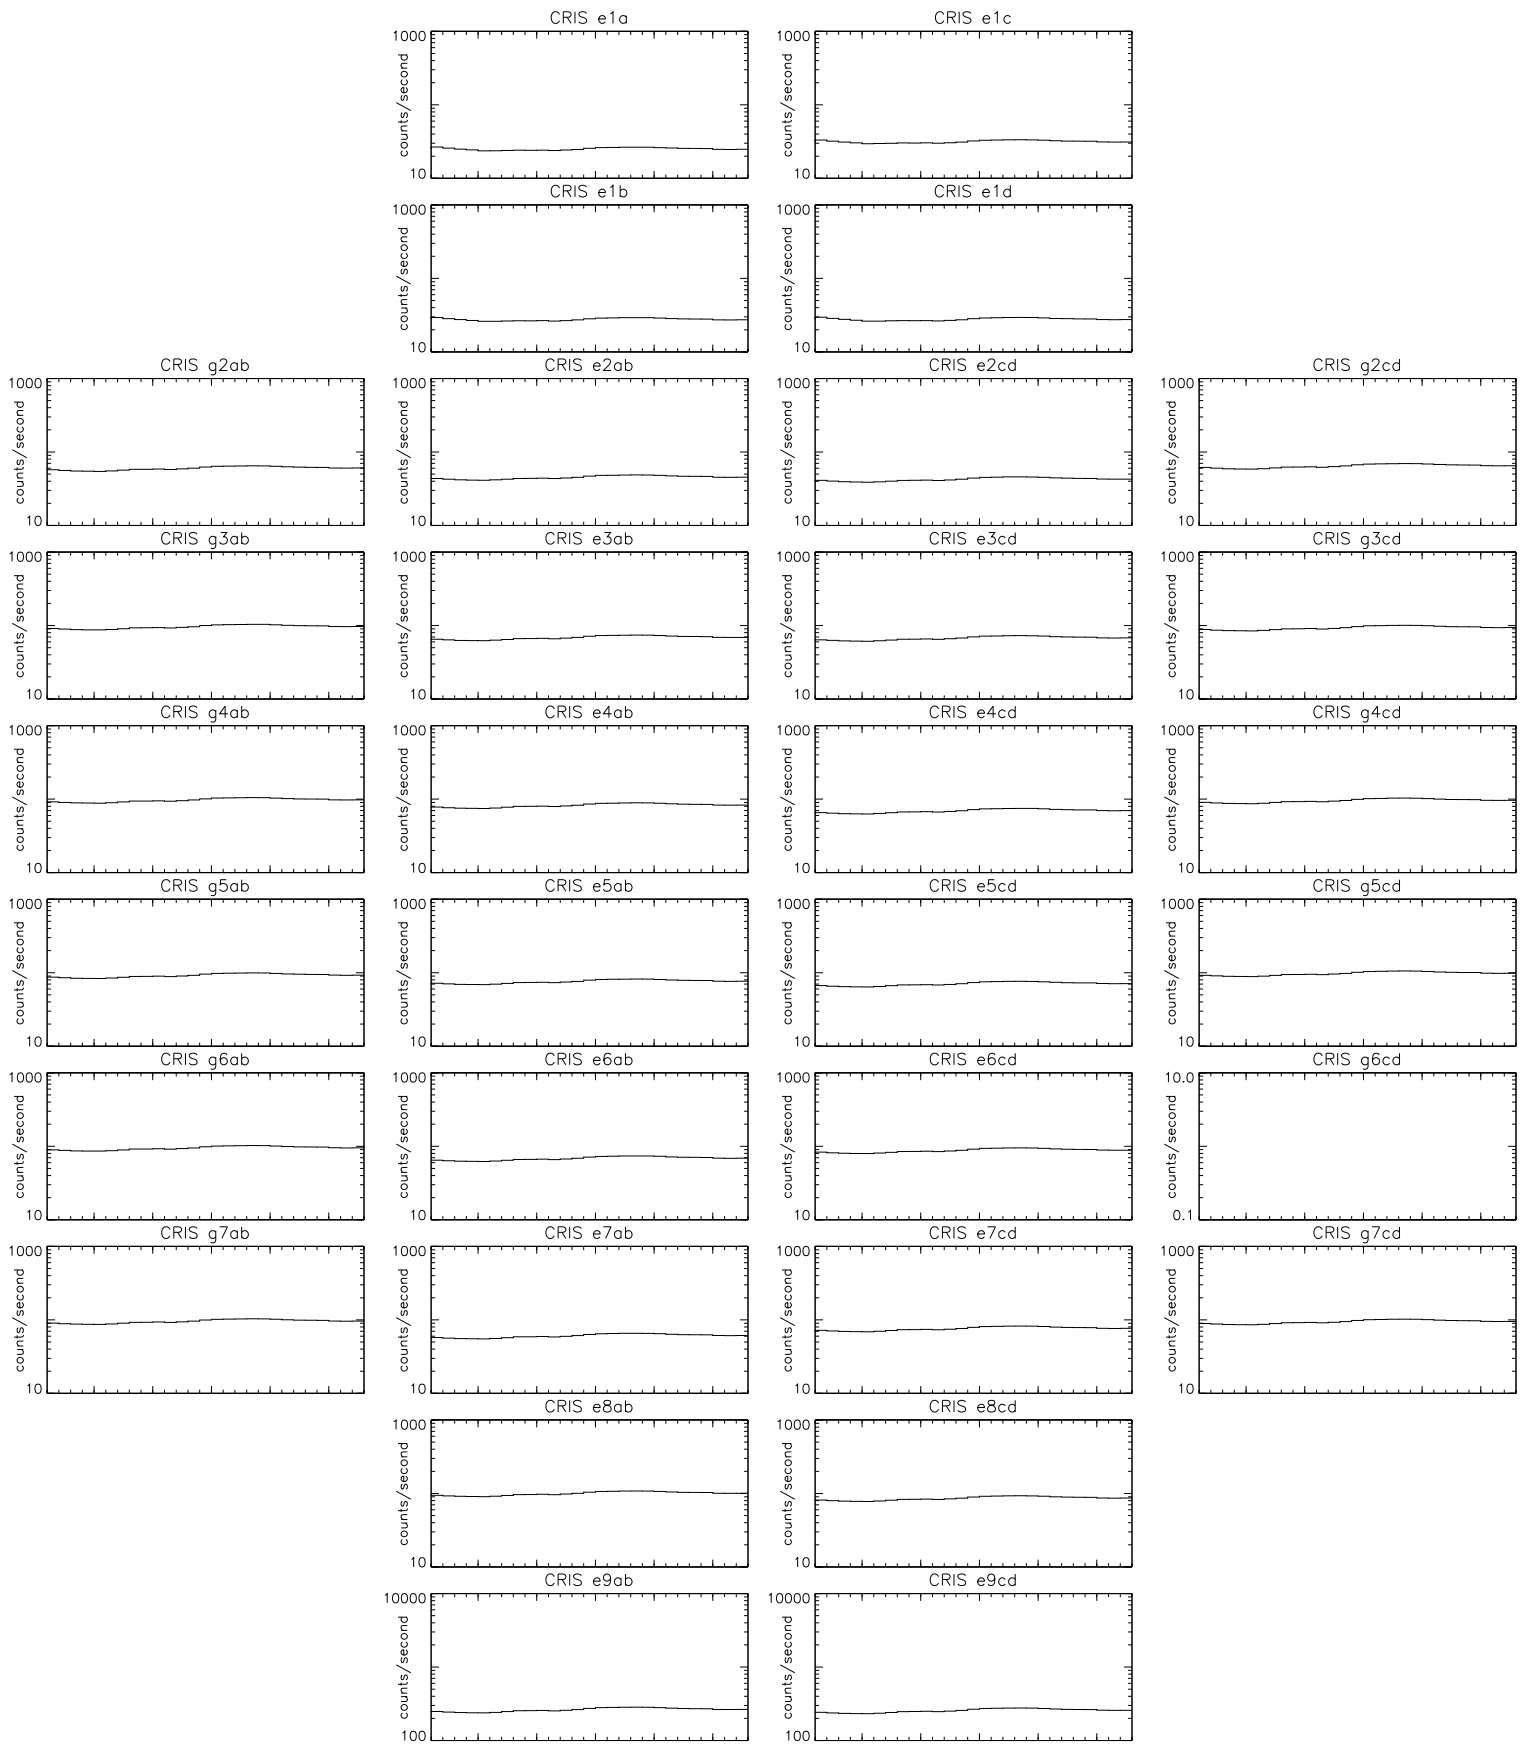 CRIS e1a
1000
counts/second
10
CRIS e1c
1000
counts/second
10
CRIS e1b
1000
counts/second
10
CRIS e1d
1000
counts/second
10
CRIS g2ab
1000
counts/second
10
CRIS e2ab
1000
counts/second
10
CRIS e2cd
1000
counts/second
10
CRIS g2cd
1000
counts/second
10
CRIS g3ab
1000
counts/second
10
CRIS e3ab
1000
counts/second
10
CRIS e3cd
1000
counts/second
10
CRIS g3cd
1000
counts/second
10
CRIS g4ab
1000
counts/second
10
CRIS e4ab
1000
counts/second
10
CRIS e4cd
1000
counts/second
10
CRIS g4cd
1000
counts/second
10
CRIS g5ab
1000
counts/second
10
CRIS e5ab
1000
counts/second
10
CRIS e5cd
1000
counts/second
10
CRIS g5cd
1000
counts/second
10
CRIS g6ab
1000
counts/second
10
CRIS e6ab
1000
counts/second
10
CRIS e6cd
1000
counts/second
10
CRIS g6cd
10.0
counts/second
0.1
CRIS g7ab
1000
counts/second
10
CRIS e7ab
1000
counts/second
10
CRIS e7cd
1000
counts/second
10
CRIS g7cd
1000
counts/second
10
CRIS e8ab
1000
counts/second
10
CRIS e8cd
1000
counts/second
10
CRIS e9ab
10000
counts/second
100
CRIS e9cd
10000
counts/second
100